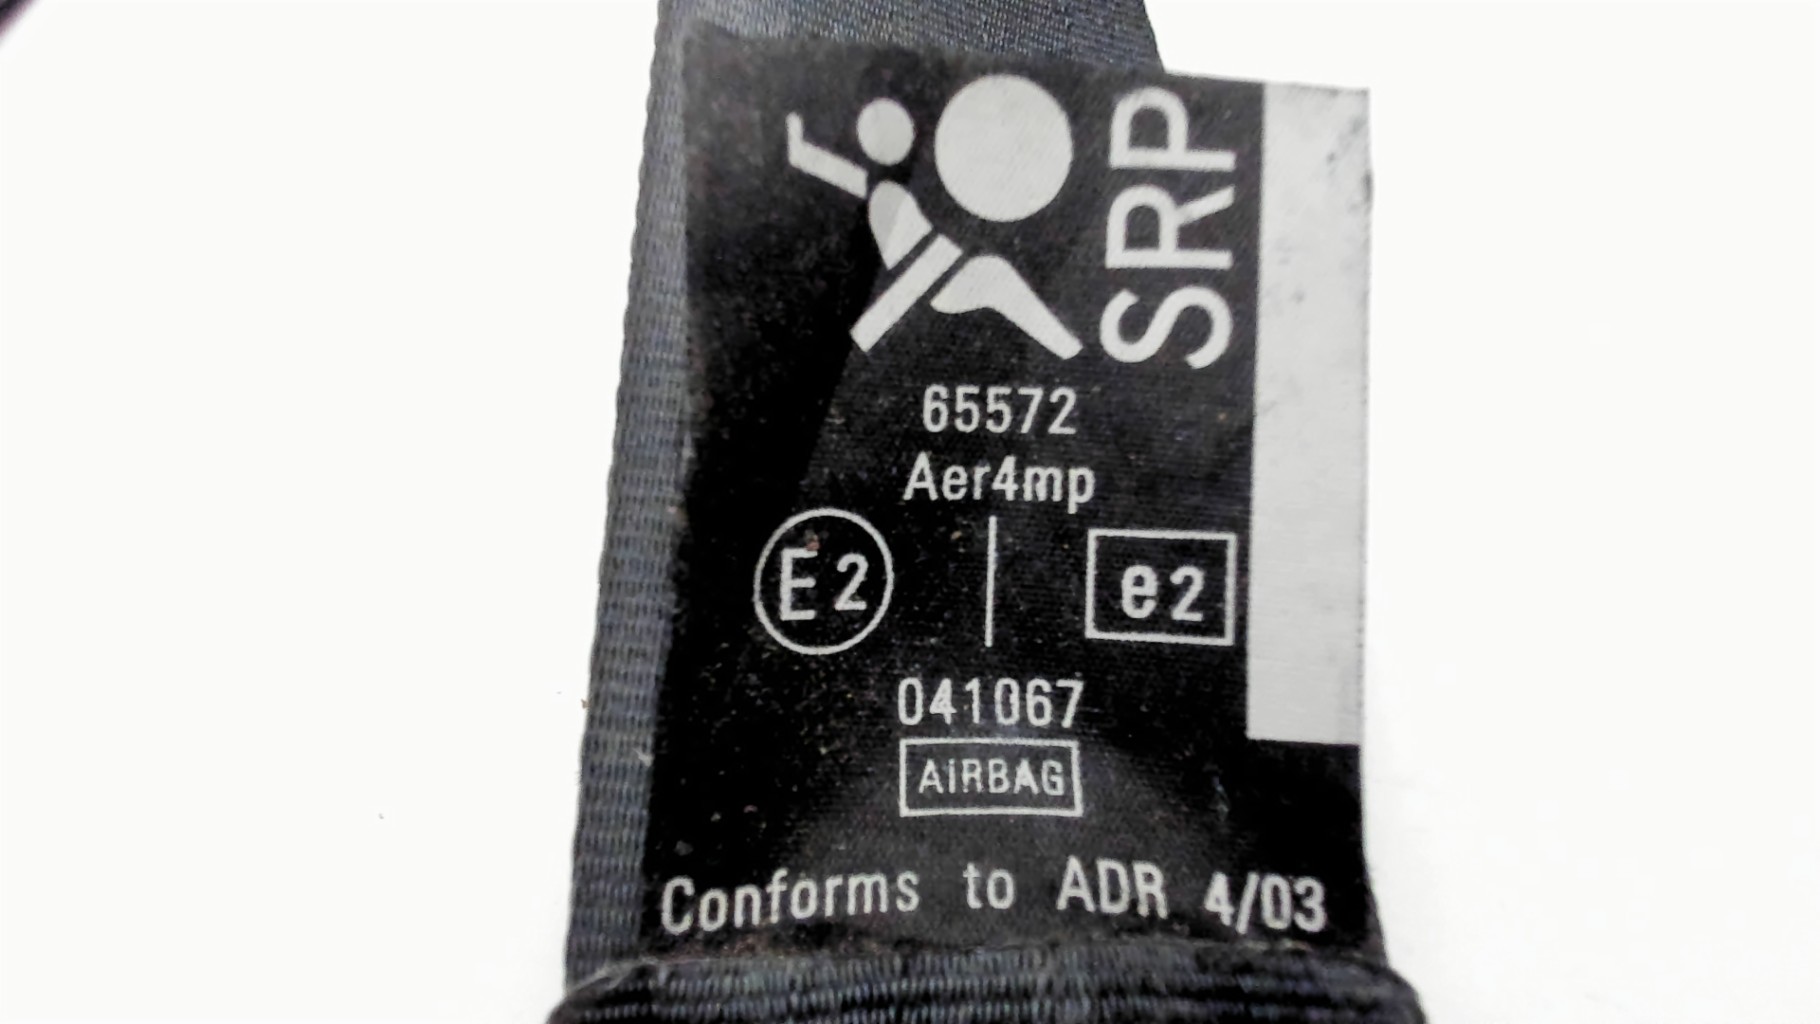 SRP
65572
Aer4mp
E2 e2
041067
AIRBAG
Conforms to ADR 4/03